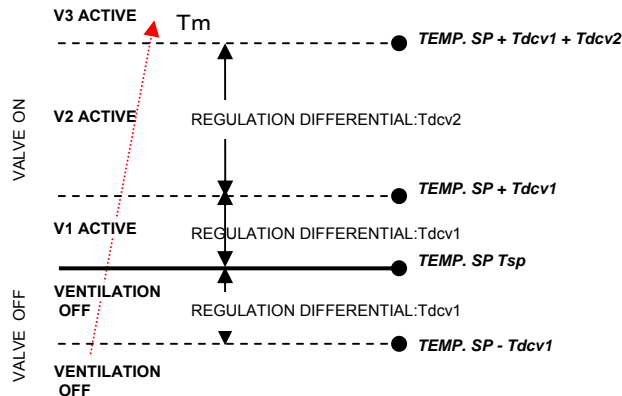 V3 ACTIVE
Tm
TEMP. SP + Tdcv1 + Tdcv2
VALVE ON
V2 ACTIVE
REGULATION DIFFERENTIAL:Tdcv2
TEMP. SP + Tdcv1
V1 ACTIVE
REGULATION DIFFERENTIAL:Tdcv1
TEMP. SP Tsp
VALVE OFF
VENTILATION
OFF
REGULATION DIFFERENTIAL:Tdcv1
TEMP. SP - Tdcv1
VENTILATION
OFF